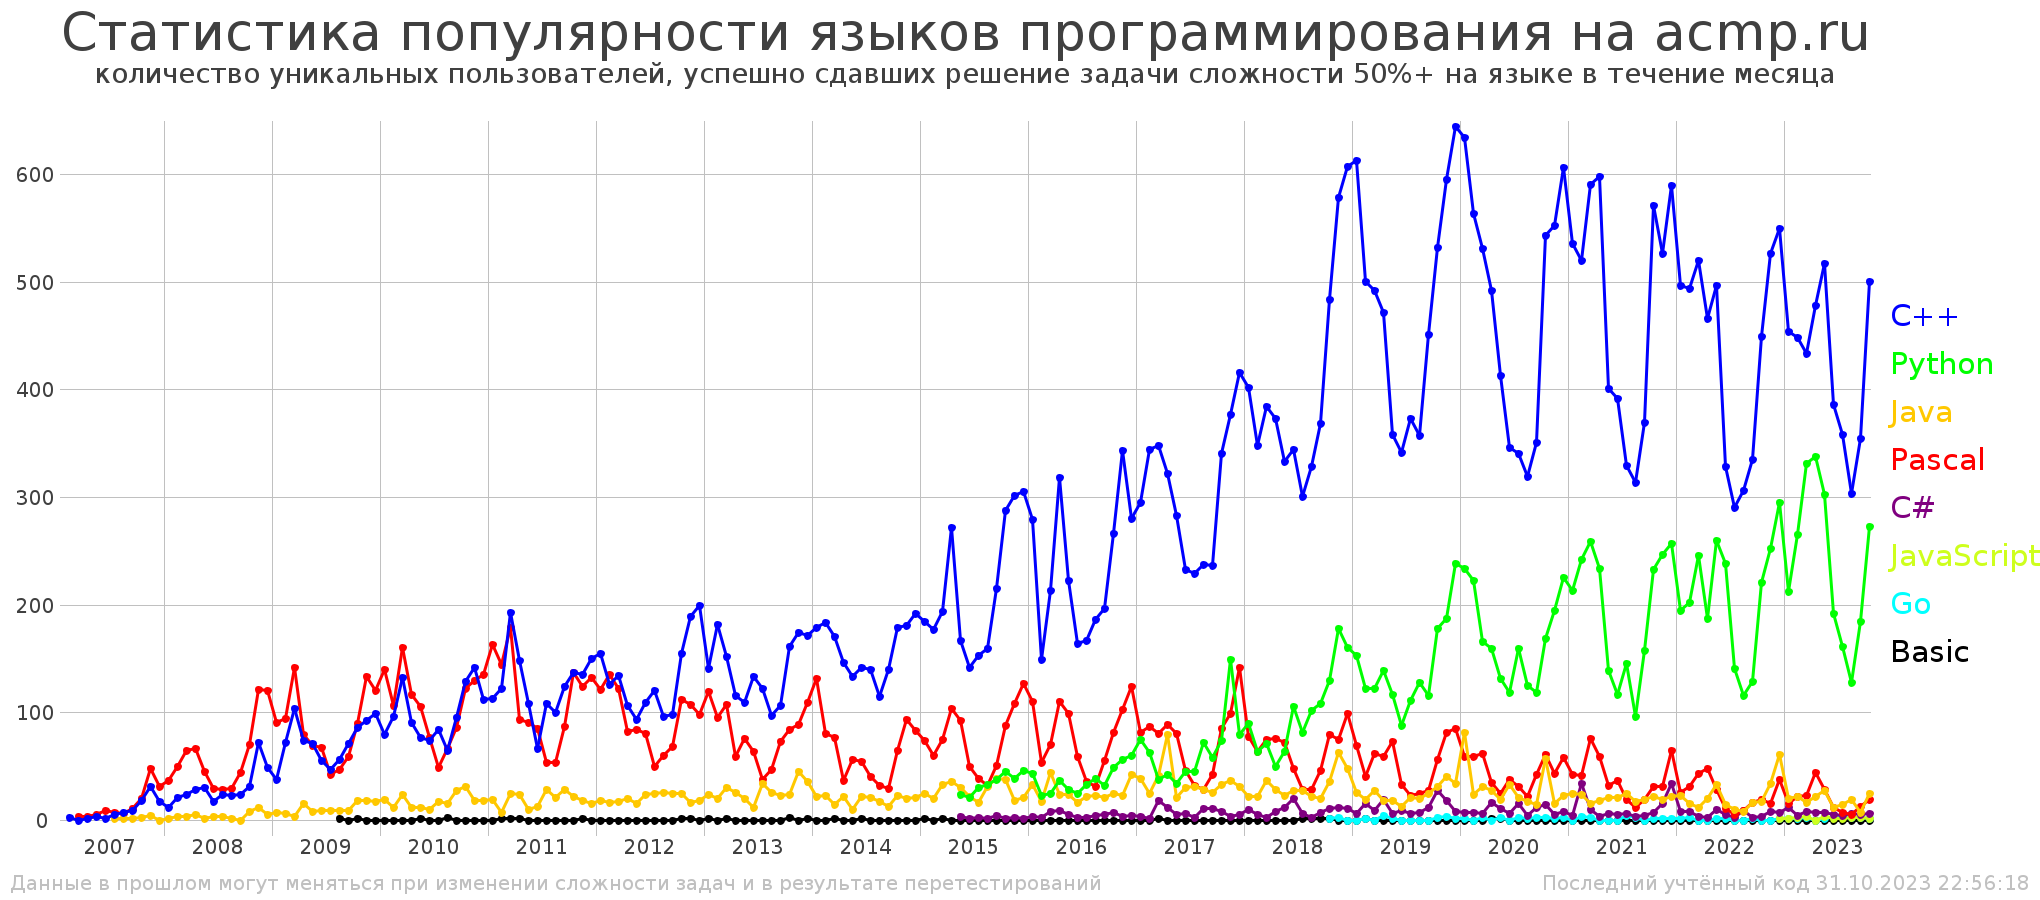 Статистика популярности языков программирования на acmp.ru
количество уникальных пользователей, успешно сдавших решение задачи сложности 50%+ на языке в течение месяца
600
500
400
300
200
100
0
C++
Python
Java
Pascal
C#
JavaScript
Go
Basic
2007 2008 2009 2010 2011 2012 2013 2014 2015 2016 2017 2018 2019 2020 2021 2022 2023
Данные в прошлом могут меняться при изменении сложности задач и в результате перетестирований
Последний учтённый код 31.10.2023 22:56:18